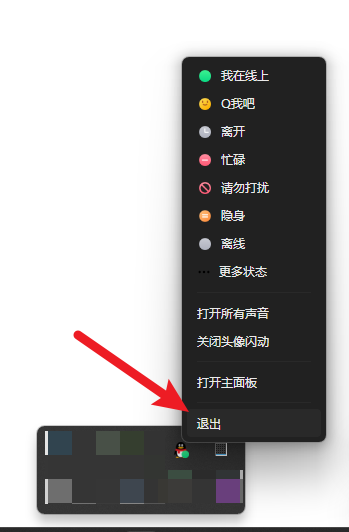 我在线上
Q我吧
离开
忙碌
请勿打扰
隐身
离线
更多状态
打开所有声音
关闭头像闪动
打开主面板
退出